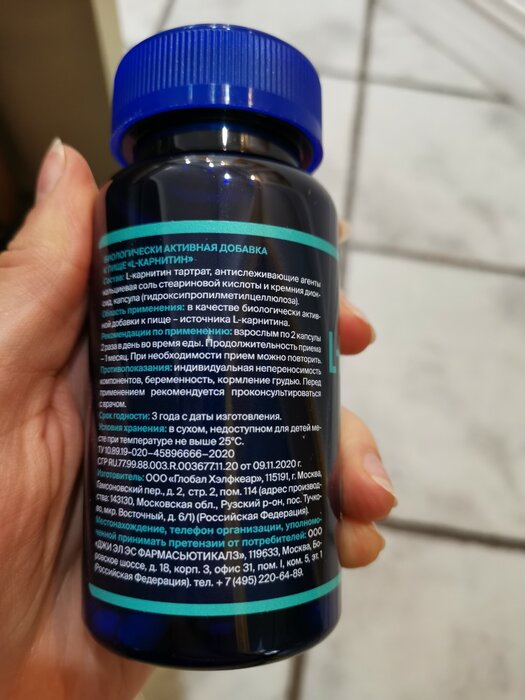 БИОЛОГИЧЕСКИ АКТИВНАЯ ДОБАВКА
К ПИЩЕ «L-КАРНИТИН»
Состав: L-карнитин тартрат, антислеживающие агенты
кальциевая соль стеариновой кислоты и кремния диок-
сид, капсула (гидроксипропилметилцеллюлоза).
Область применения: в качестве биологически актив-
ной добавки к пище – источника L-карнитина.
Рекомендации по применению: взрослым по 2 капсулы
2 раза в день во время еды. Продолжительность приема
– 1 месяц. При необходимости прием можно повторить.
Противопоказания: индивидуальная непереносимость
компонентов, беременность, кормление грудью. Перед
применением рекомендуется проконсультироваться
с врачом.
Срок годности: 3 года с даты изготовления.
Условия хранения: в сухом, недоступном для детей ме-
сте при температуре не выше 25°С.
ТУ 10.89.19-020-45896666-2020
СГР RU.77.99.88.003.R.003677.11.20 от 09.11.2020 г.
Изготовитель: ООО «Глобал Хэлфкеар», 115191, г. Москва,
Гамсоновский пер., д. 2, стр. 2, пом. 114 (адрес производ-
ства: 143130, Московская обл., Рузский р-он, пос. Тучко-
во, мкр. Восточный, д. 6/1) (Российская Федерация).
Местонахождение, телефон организации, уполномо-
ченной принимать претензии от потребителей: ООО
«ДЖИ ЭЛ ЭС ФАРМАСЬЮТИКАЛЗ», 119633, Москва, Бо-
ровское шоссе, д. 18, корп. 3, офис 31, пом. I, ком. 5, эт. 1
(Российская Федерация). тел. + 7 (495) 220-64-89.
L-